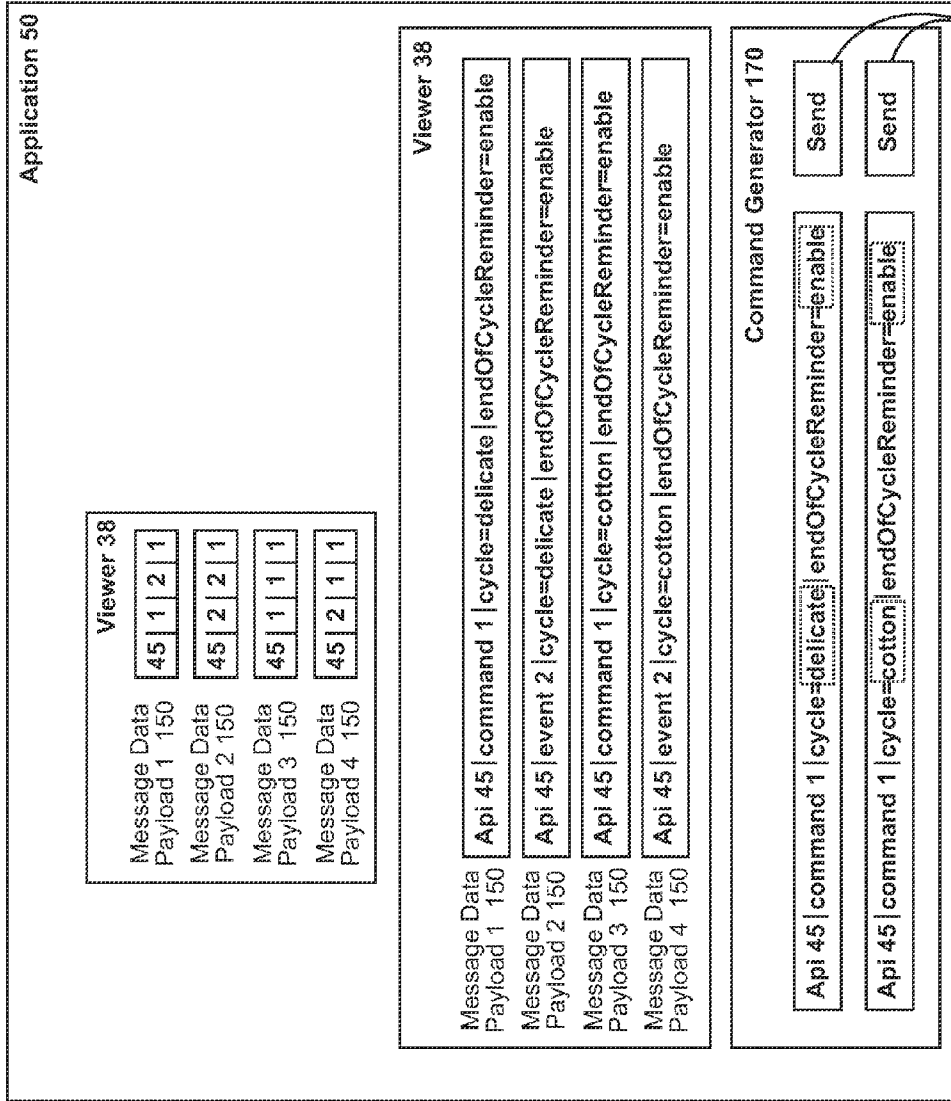 Application 50
Viewer 38
Message Data
Payload 1 150
45 | 1 | 2 | 1
Message Data
Payload 2 150
45 | 2 | 2 | 1
Message Data
Payload 3 150
45 | 1 | 1 | 1
Message Data
Payload 4 150
45 | 2 | 1 | 1
Viewer 38
Message Data
Payload 1 150
Api 45|command 1|cycle=delicate|endOfCycleReminder=enable
Message Data
Payload 2 150
Api 45|event 2|cycle=delicate|endOfCycleReminder=enable
Message Data
Payload 3 150
Api 45|command 1|cycle=cotton|endOfCycleReminder=enable
Message Data
Payload 4 150
Api 45|event 2|cycle=cotton|endOfCycleReminder=enable
Command Generator 170
Api 45|command 1|cycle=delicate|endOfCycleReminder=enable
Send
Api 45|command 1|cycle=cotton|endOfCycleReminder=enable
Send